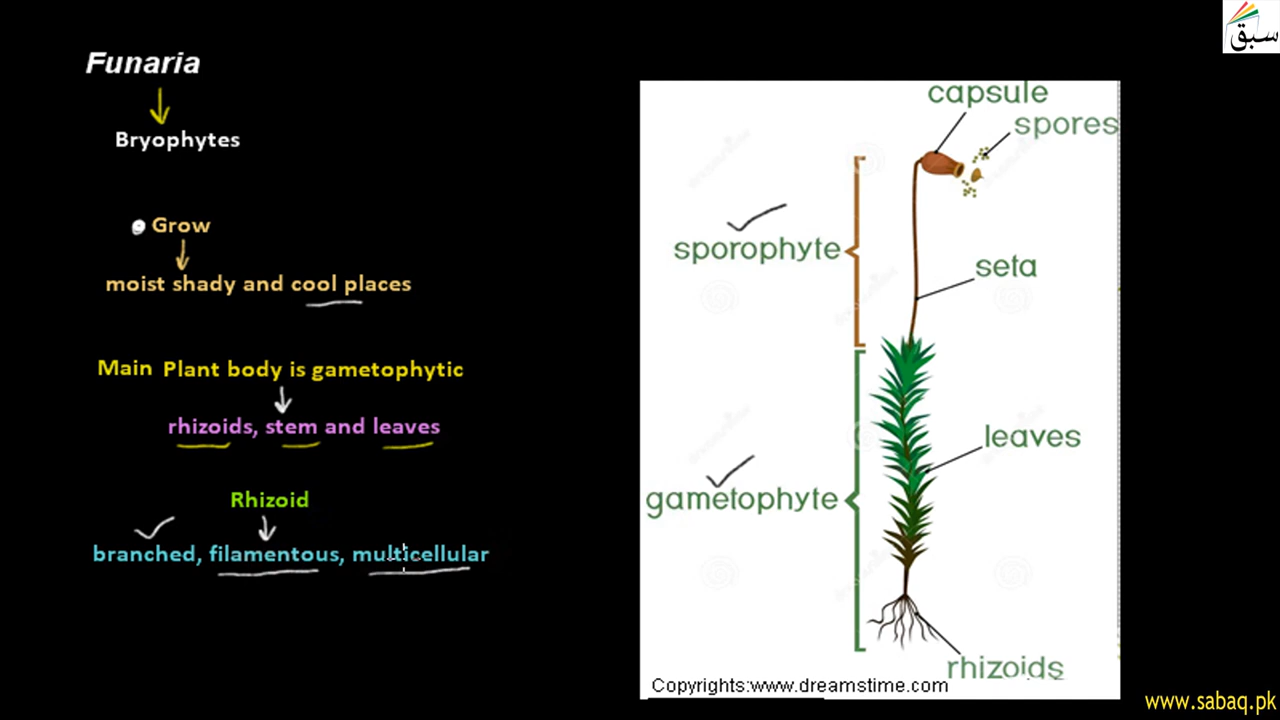 Funaria
Bryophytes
Grow
moist shady and cool places
Main Plant body is gametophytic
rhizoids, stem and leaves
Rhizoid
branched, filamentous, multicellular
capsule
spores
sporophyte
seta
leaves
gametophyte
rhizoids
Copyrights:www.dreamstime.com
سبق
www.sabaq.pk